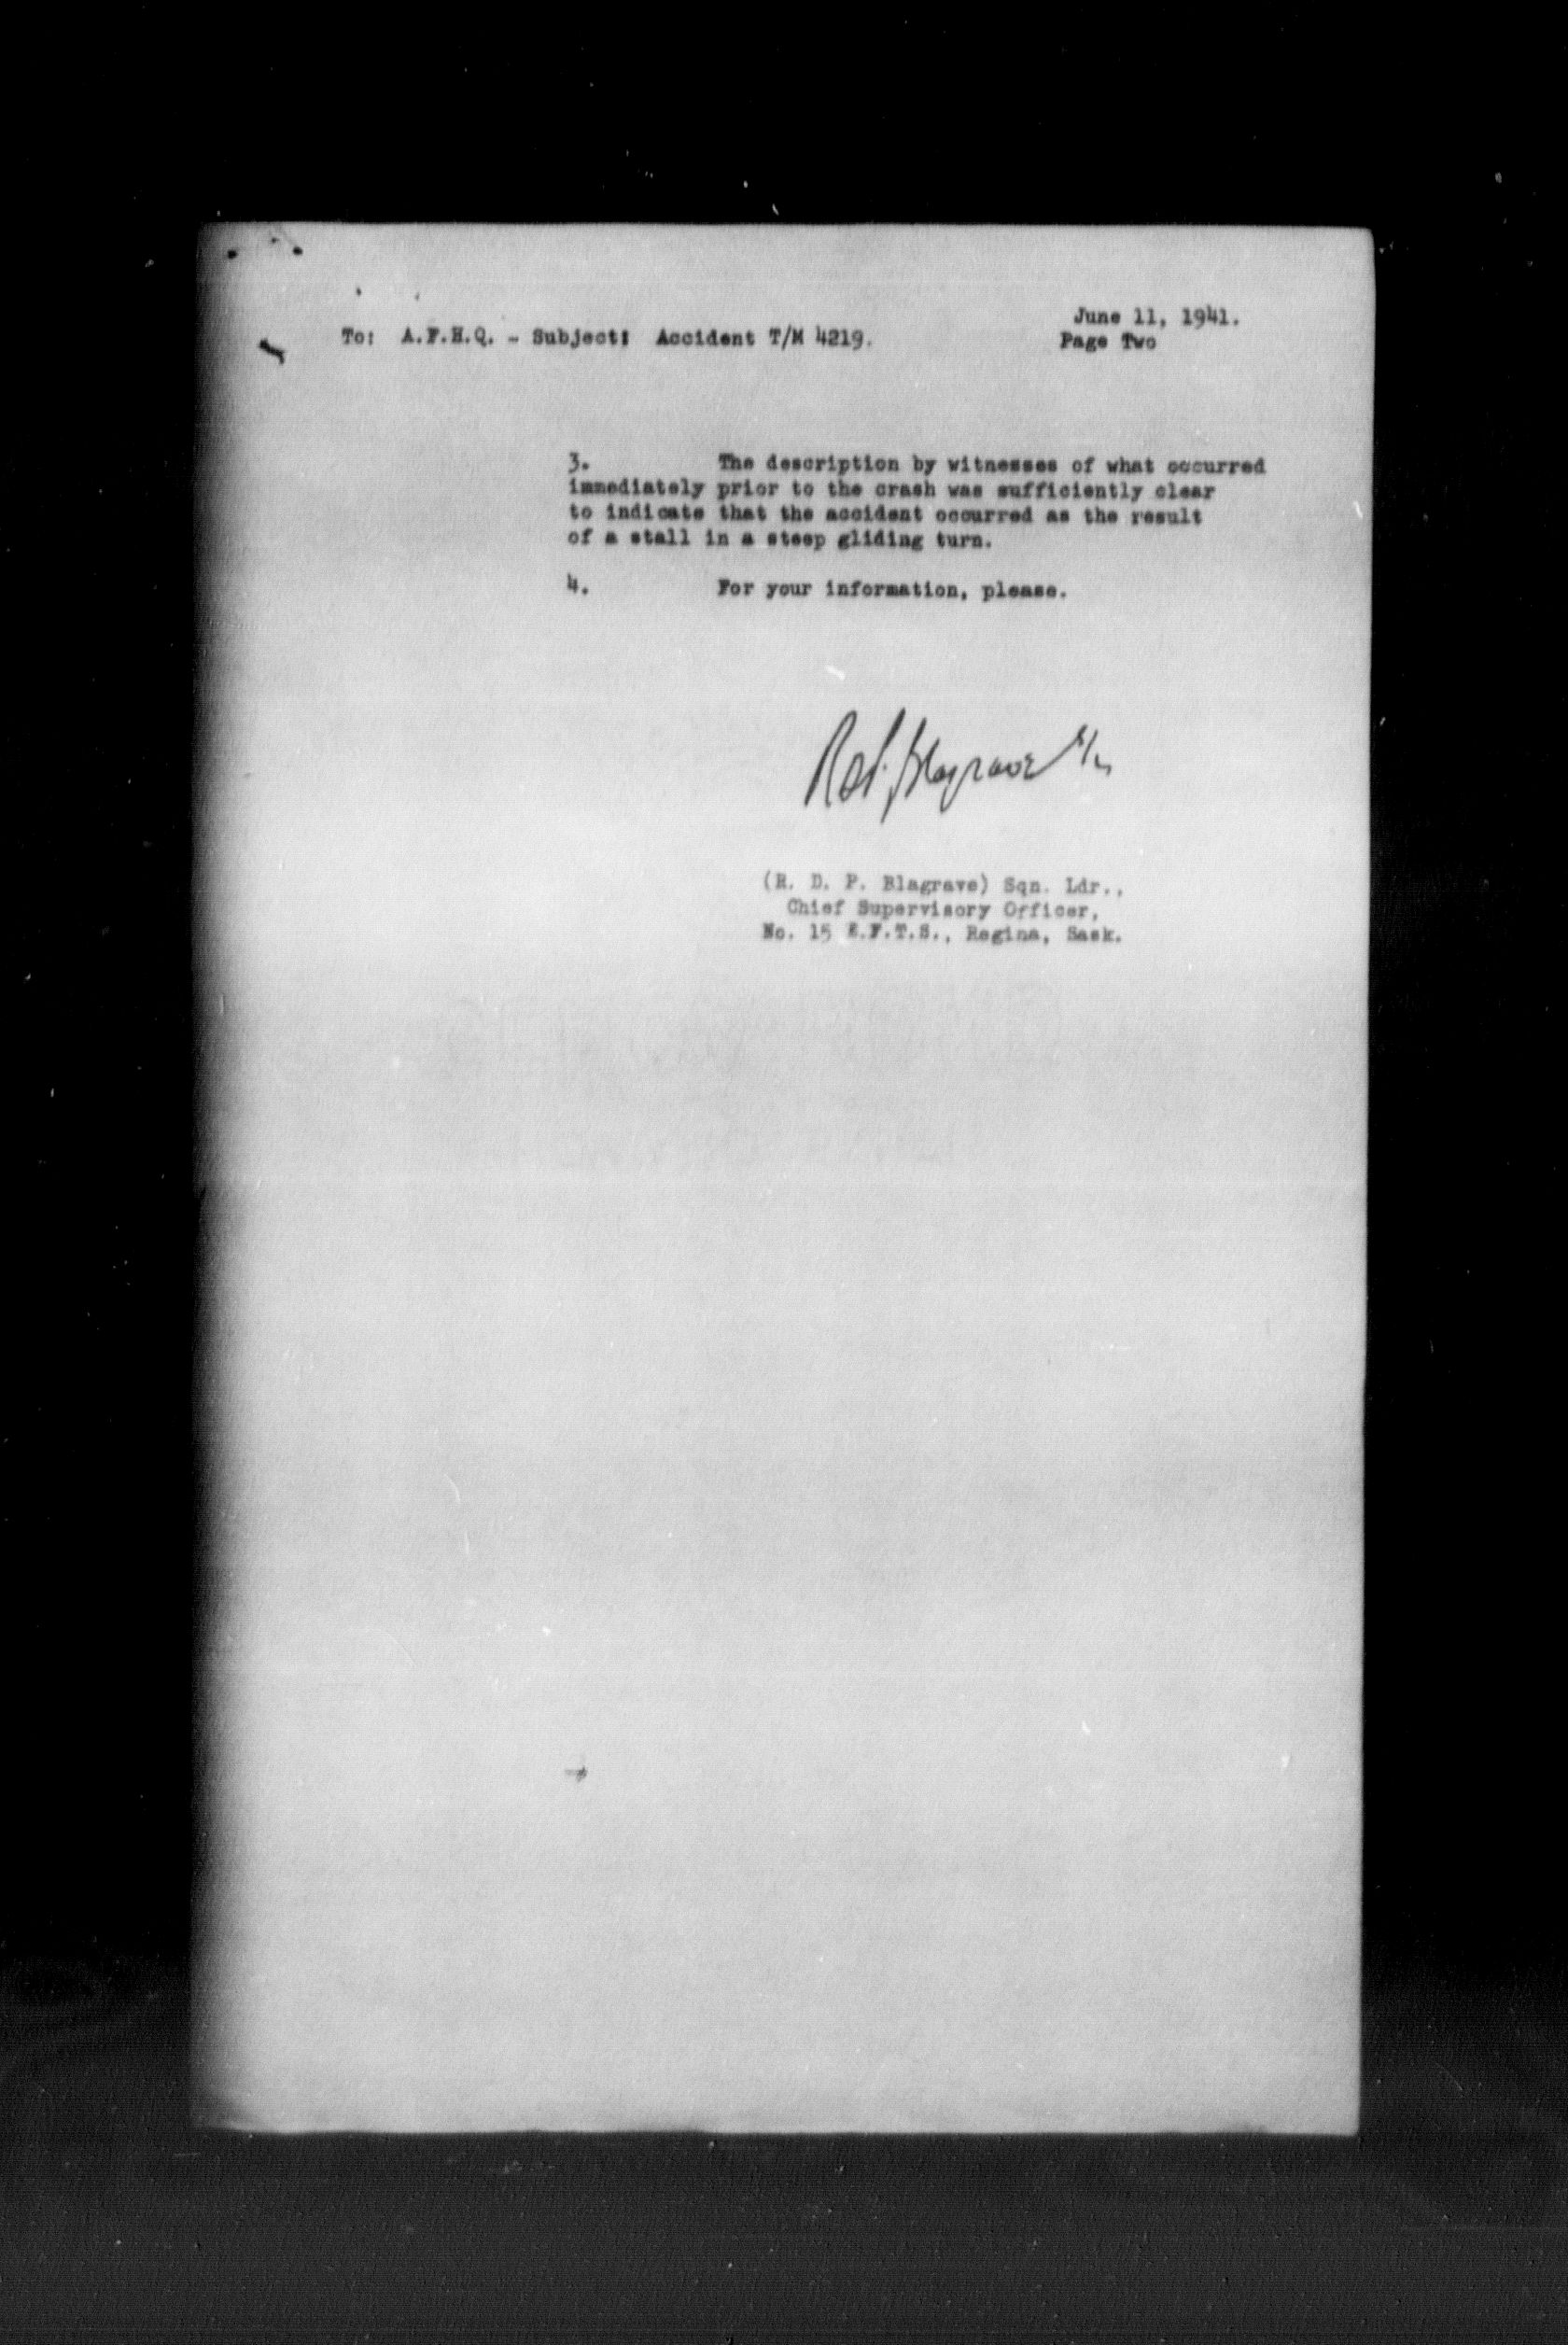 June 11, 1941.
To: A.F.H.Q. - Subject: Accident T/M 4219.
Page Two
3. The description by witnesses of what occurred
immediately prior to the crash was sufficiently clear
to indicate that the accident occurred as the result
of a stall in a steep gliding turn.
4. For your information, please.
Blagrave S/L
(R. D. P. Blagrave) Sqn. Ldr.,
Chief Supervisory Officer,
No. 15 E.F.T.S., Regina, Sask.